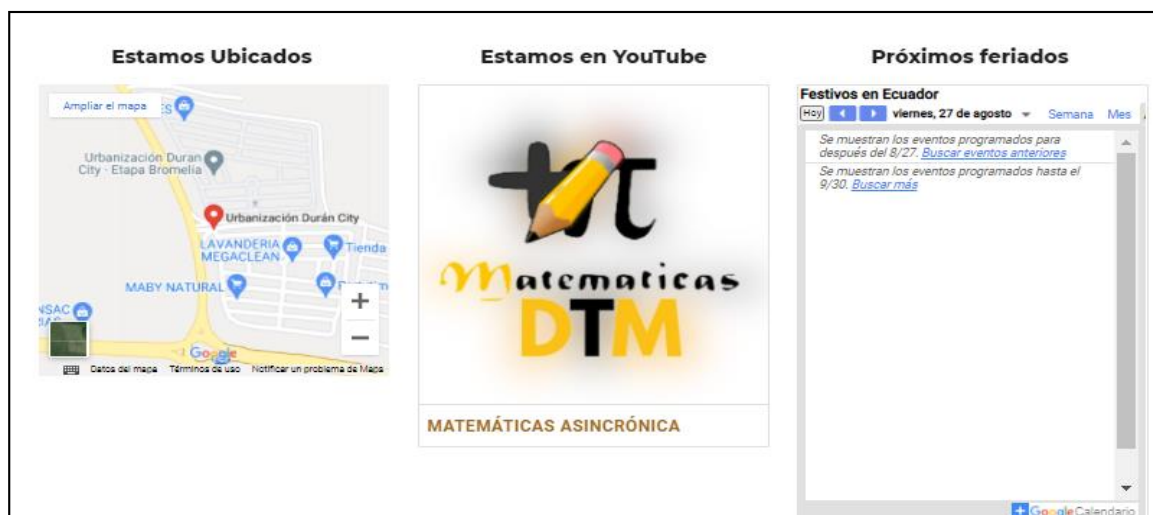 Estamos Ubicados
Ampliar el mapa
ES
Urbanización Duran
City - Etapa Bromelia
Urbanización Durán City
LAVANDERIA
MEGACLEAN
Tienda
MABY NATURAL
NSAC
Google
Datos del mapa Términos de uso Notificar un problema de Maps
Estamos en YouTube
+π
Matematicas
DTM
MATEMÁTICAS ASINCRÓNICA
Próximos feriados
Festivos en Ecuador
Hoy viernes, 27 de agosto Semana Mes
Se muestran los eventos programados para
después del 8/27. Buscar eventos anteriores
Se muestran los eventos programados hasta el
9/30. Buscar más
Google Calendario